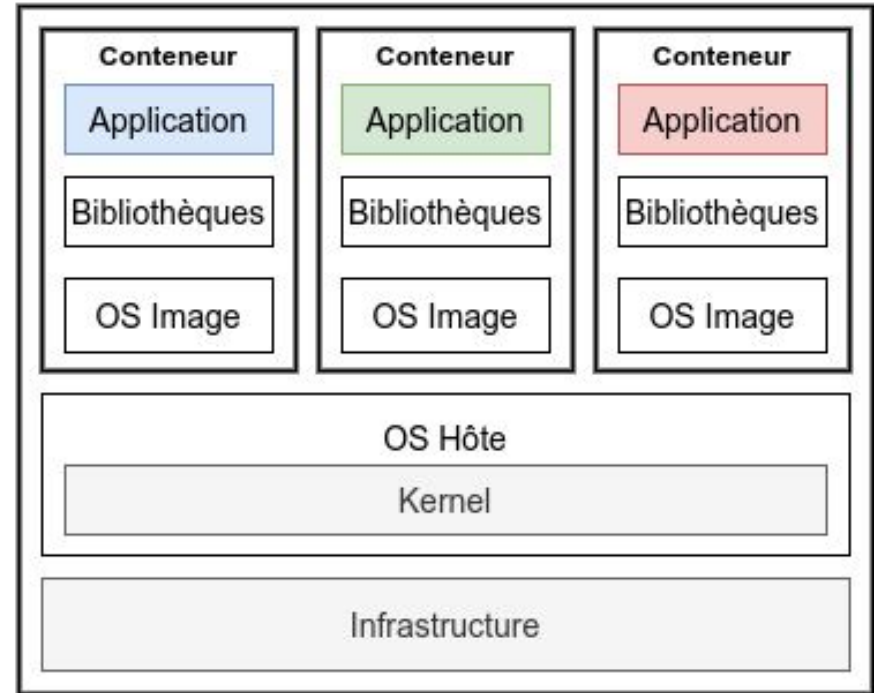 Conteneur
Application
Bibliothèques
OS Image
Conteneur
Application
Bibliothèques
OS Image
Conteneur
Application
Bibliothèques
OS Image
OS Hôte
Kernel
Infrastructure